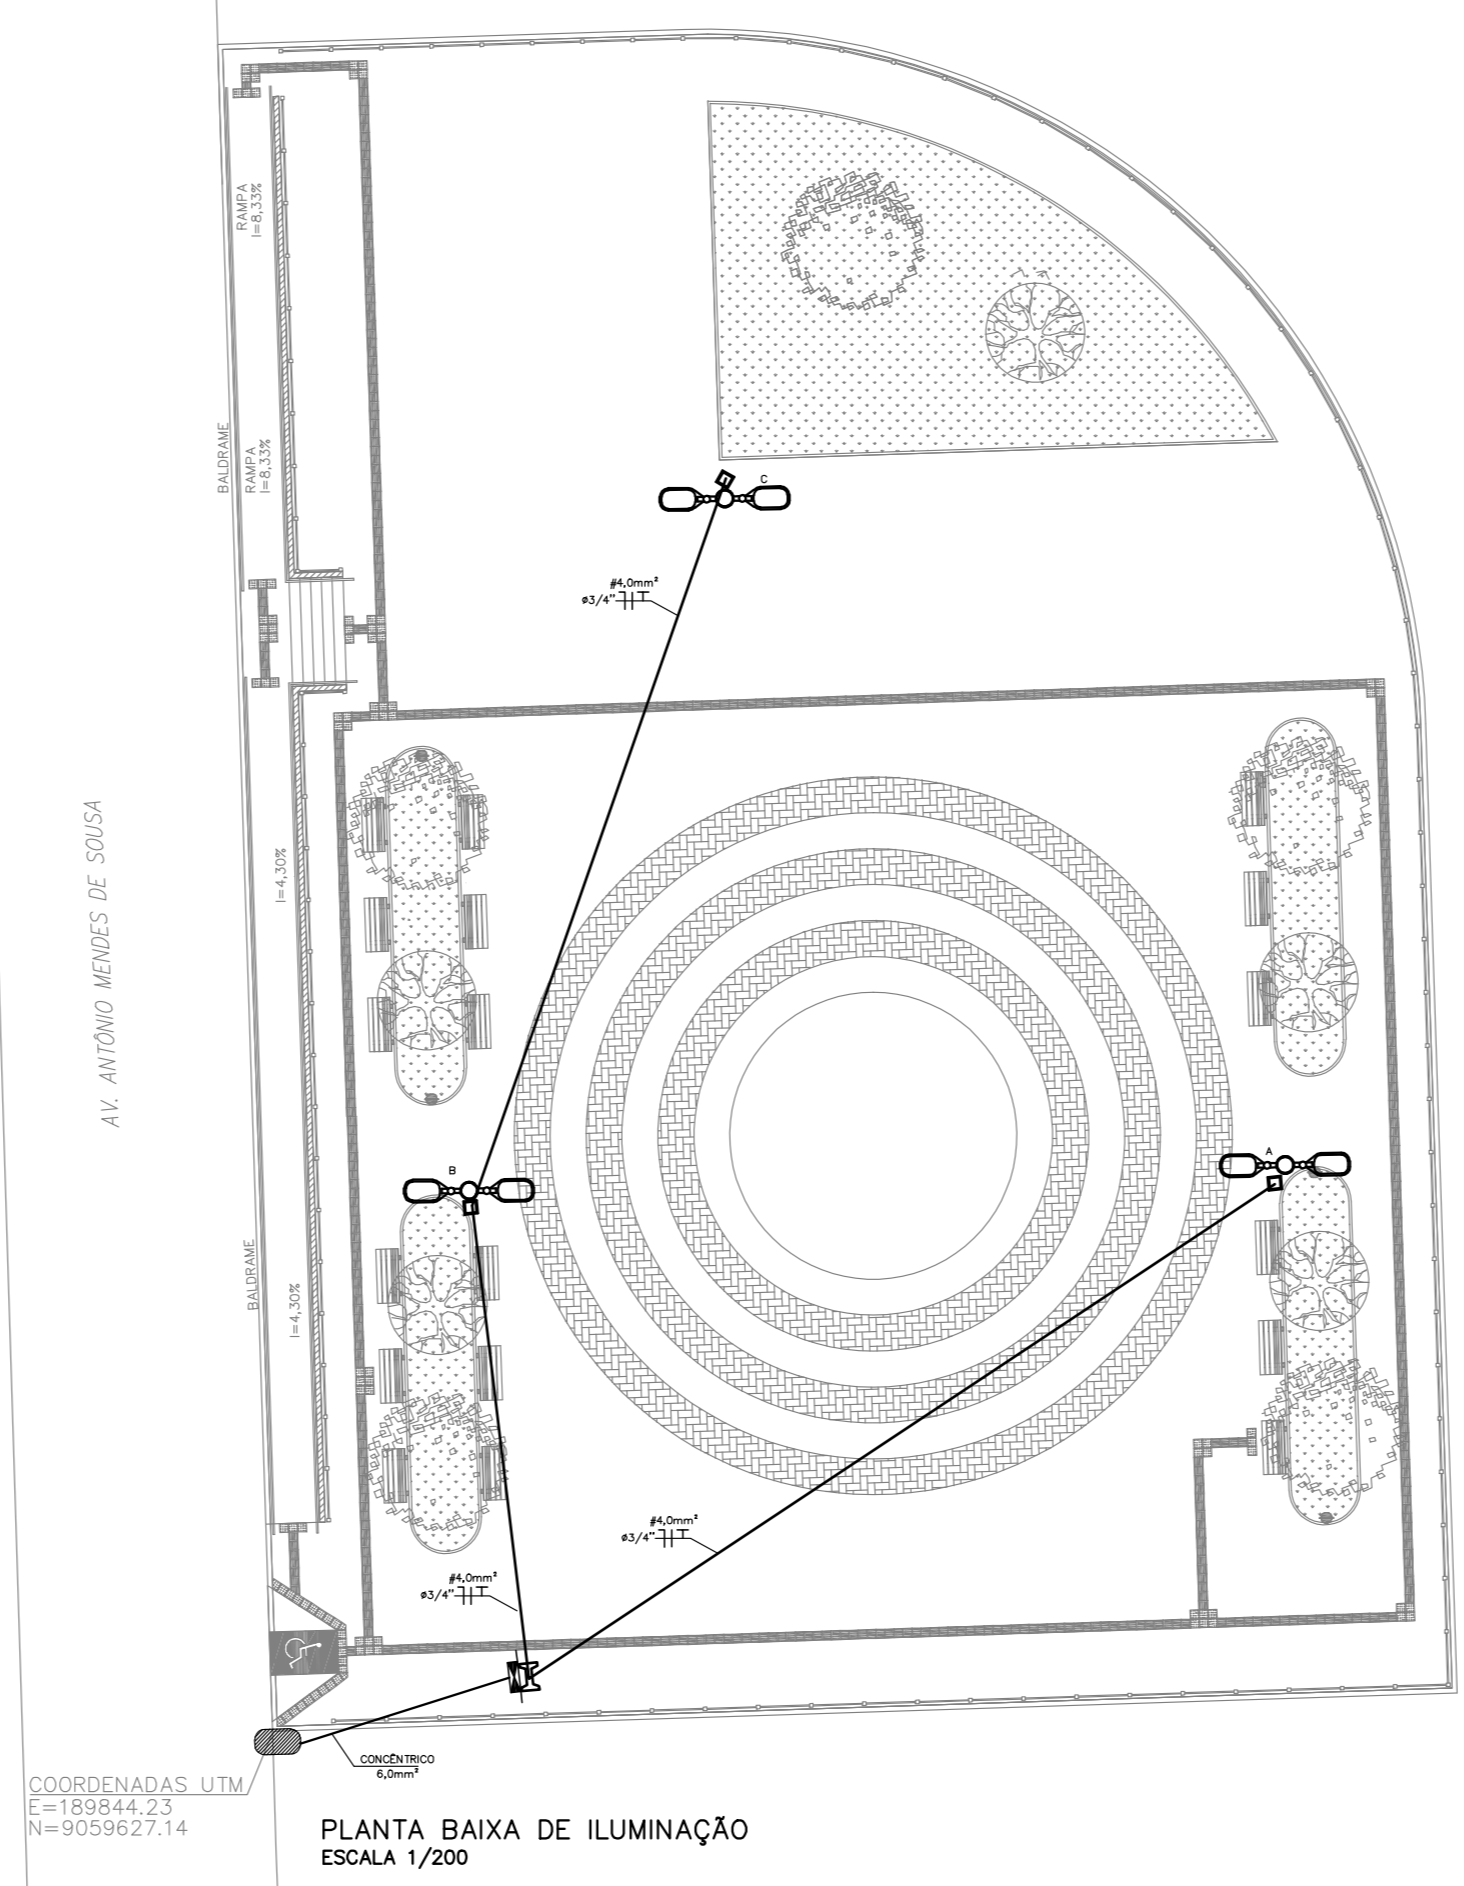 RAMPA
I=8,33%
BALDRAME
RAMPA
I=8,33%
C
#4,0mm²
ø3/4"
AV. ANTÔNIO MENDES DE SOUSA
I=4,30%
B
A
BALDRAME
I=4,30%
#4,0mm²
ø3/4"
#4,0mm²
ø3/4"
CONCÊNTRICO
6,0mm²
COORDENADAS UTM
E=189844.23
N=9059627.14
PLANTA BAIXA DE ILUMINAÇÃO
ESCALA 1/200